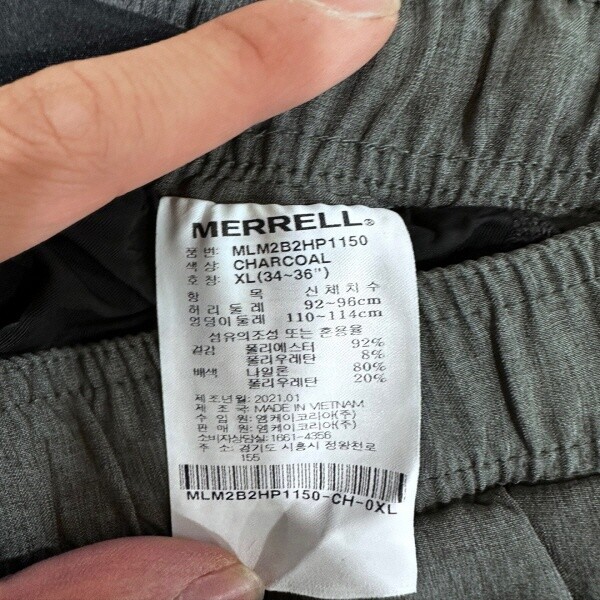 MERRELL®
품 번: MLM2B2HP1150
색 상: CHARCOAL
호 칭: XL(34~36")
항 목 신 체 치 수
허 리 둘 레 92~96cm
엉덩이둘레 110~114cm
섬유의조성 또는 혼용율
겉감 폴리에스터 92%
폴리우레탄 8%
배색 나일론 80%
폴리우레탄 20%
제조년월: 2021.01
제 조 국: MADE IN VIETNAM
수 입 원: 엠케이코리아(주)
판 매 원: 엠케이코리아(주)
소비자상담실: 1661-4356
주 소: 경기도 시흥시 정왕천로
155
MLM2B2HP1150-CH-0XL